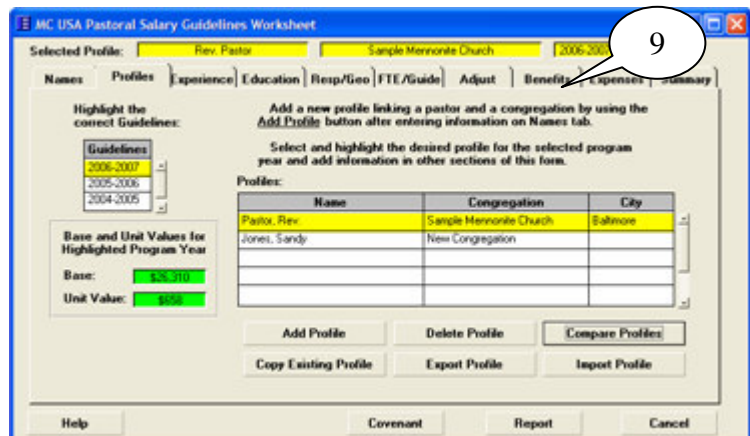 MC USA Pastoral Salary Guidelines Worksheet
9
Selected Profile: Rev. Pastor Sample Mennonite Church 2006-2007
Names Profiles Experience Education Resp/Geo FTE/Guide Adjust Benefits Expenses Summary
Highlight the
correct Guidelines:
Guidelines
2006-2007
2005-2006
2004-2005
Base and Unit Values for
Highlighted Program Year
Base: $26,310
Unit Value: $658
Add a new profile linking a pastor and a congregation by using the
Add Profile button after entering information on Names tab.
Select and highlight the desired profile for the selected program
year and add information in other sections of this form.
Profiles:
Name Congregation City
Pastor, Rev. Sample Mennonite Church Baltimore
Jones, Sandy New Congregation
Add Profile Delete Profile Compare Profiles
Copy Existing Profile Export Profile Import Profile
Help Covenant Report Cancel